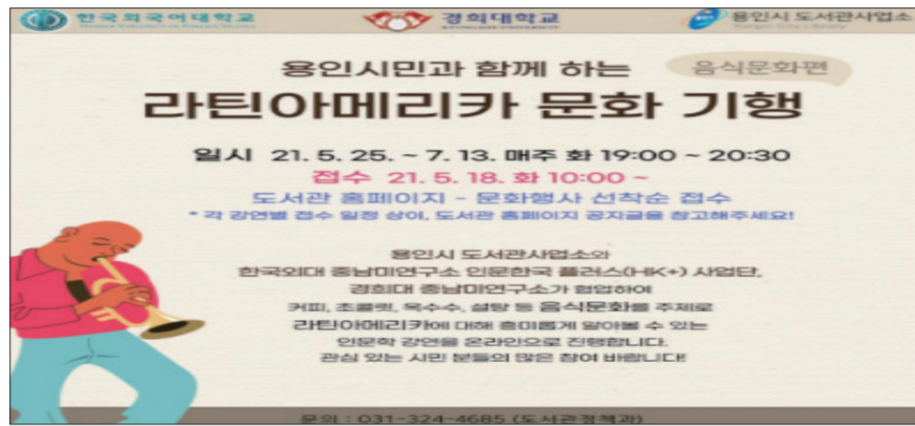 한국외국어대학교
경희대학교
용인시 도서관사업소
용인시민과 함께 하는 음식문화편
라틴아메리카 문화 기행
일시 21. 5. 25. ~ 7. 13. 매주 화 19:00 ~ 20:30
접수 21. 5. 18. 화 10:00 ~
도서관 홈페이지 - 문화행사 선착순 접수
* 각 강연별 접수 일정 상이, 도서관 홈페이지 공지글을 참고해주세요!
용인시 도서관사업소와
한국외대 중남미연구소 인문한국 플러스(HK+) 사업단,
경희대 중남미연구소가 협업하여
커피, 초콜릿, 옥수수, 설탕 등 음식문화를 주제로
라틴아메리카에 대해 흥미롭게 알아볼 수 있는
인문학 강연을 온라인으로 진행합니다.
관심 있는 시민 분들의 많은 참여 바랍니다!
문의 : 031-324-4685 (도서관정책과)